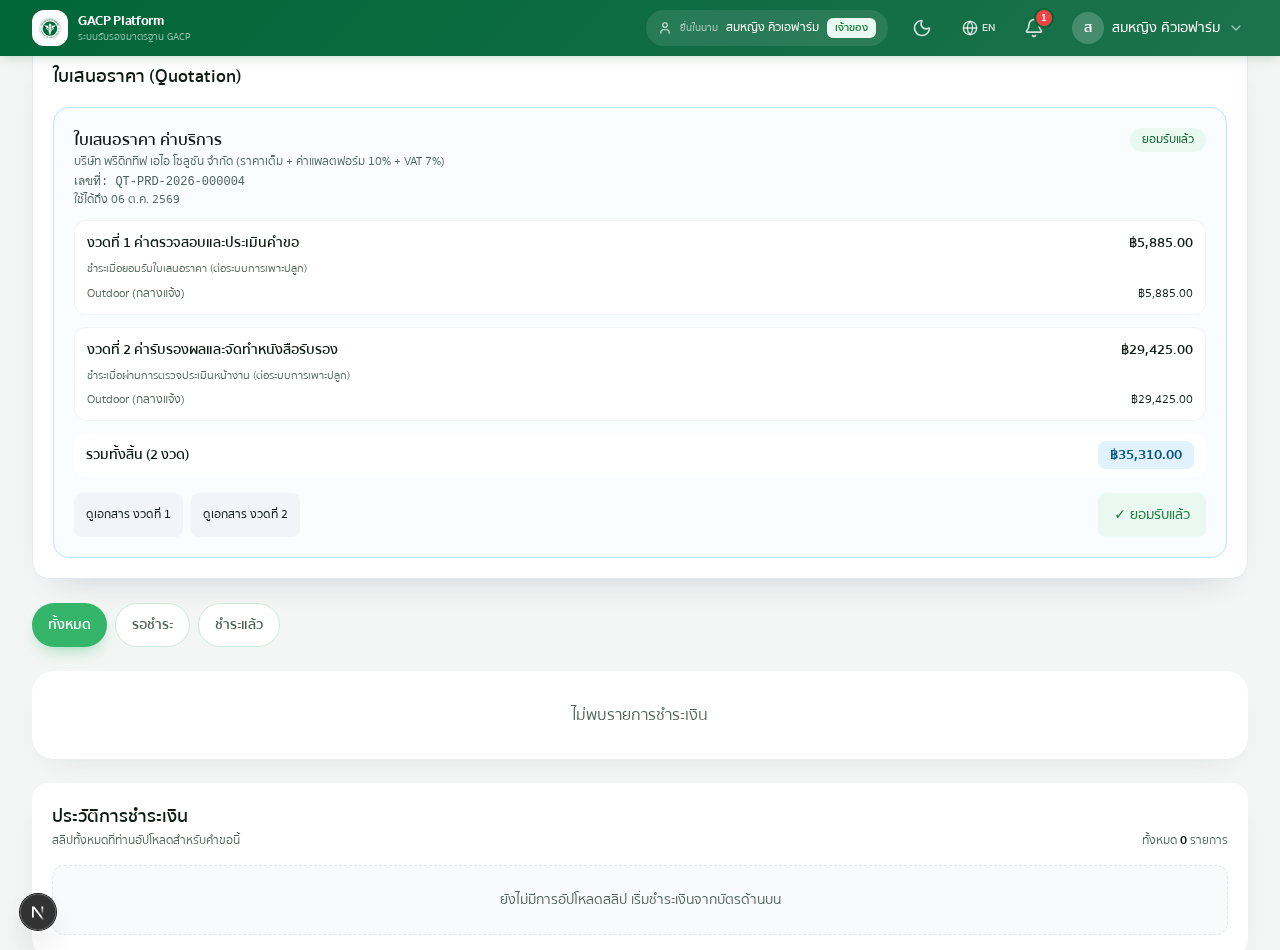 GACP Platform
ระบบรับรองมาตรฐาน GACP
ยื่นในนาม สมหญิง คิวเอฟาร์ม เจ้าของ
EN
1
ส สมหญิง คิวเอฟาร์ม
ใบเสนอราคา (Quotation)
ใบเสนอราคา ค่าบริการ
ยอมรับแล้ว
บริษัท พรีดิกทีฟ เอไอ โซลูชัน จำกัด (ราคาเต็ม + ค่าแพลตฟอร์ม 10% + VAT 7%)
เลขที่: QT-PRD-2026-000004
ใช้ได้ถึง 06 ต.ค. 2569
งวดที่ 1 ค่าตรวจสอบและประเมินคำขอ ฿5,885.00
ชำระเมื่อยอมรับใบเสนอราคา (ต่อระบบการเพาะปลูก)
Outdoor (กลางแจ้ง) ฿5,885.00
งวดที่ 2 ค่ารับรองผลและจัดทำหนังสือรับรอง ฿29,425.00
ชำระเมื่อผ่านการตรวจประเมินหน้างาน (ต่อระบบการเพาะปลูก)
Outdoor (กลางแจ้ง) ฿29,425.00
รวมทั้งสิ้น (2 งวด) ฿35,310.00
ดูเอกสาร งวดที่ 1 ดูเอกสาร งวดที่ 2 ✓ ยอมรับแล้ว
ทั้งหมด รอชำระ ชำระแล้ว
ไม่พบรายการชำระเงิน
ประวัติการชำระเงิน
สลิปทั้งหมดที่ท่านอัปโหลดสำหรับคำขอนี้ ทั้งหมด 0 รายการ
ยังไม่มีการอัปโหลดสลิป เริ่มชำระเงินจากบัตรด้านบน
N